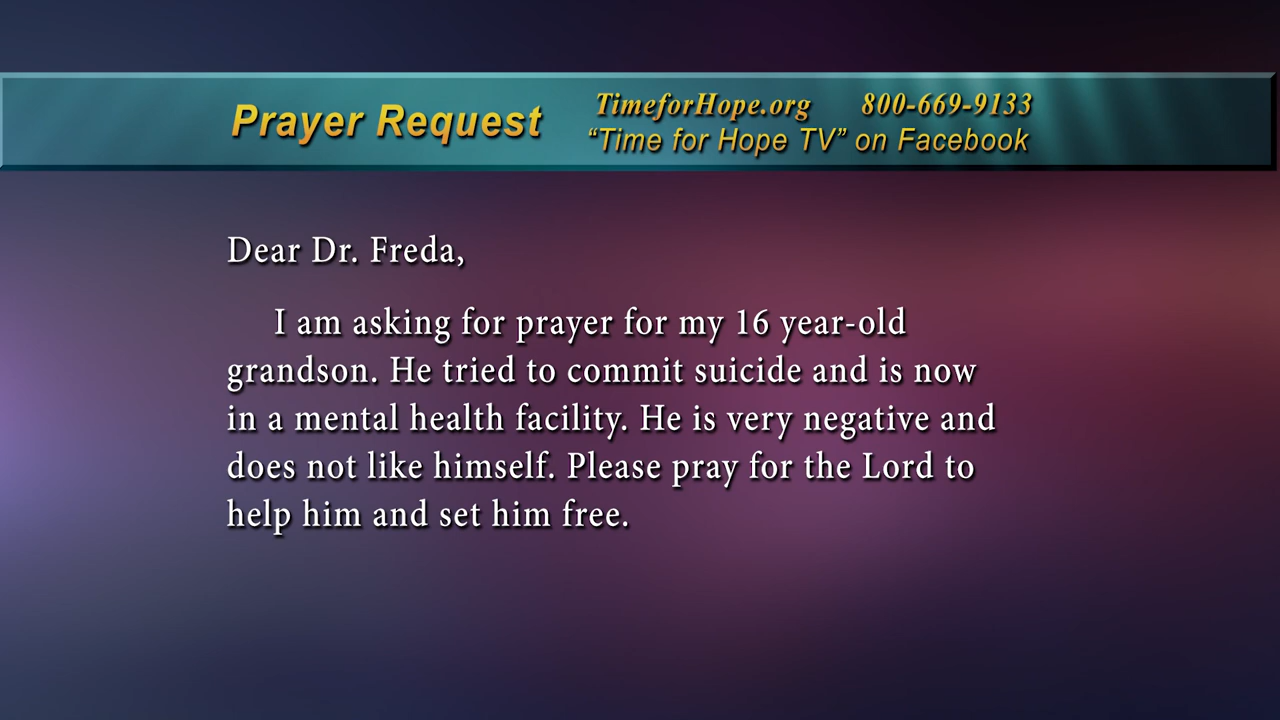 Prayer Request
TimeforHope.org 800-669-9133
“Time for Hope TV” on Facebook
Dear Dr. Freda,
I am asking for prayer for my 16 year-old
grandson. He tried to commit suicide and is now
in a mental health facility. He is very negative and
does not like himself. Please pray for the Lord to
help him and set him free.